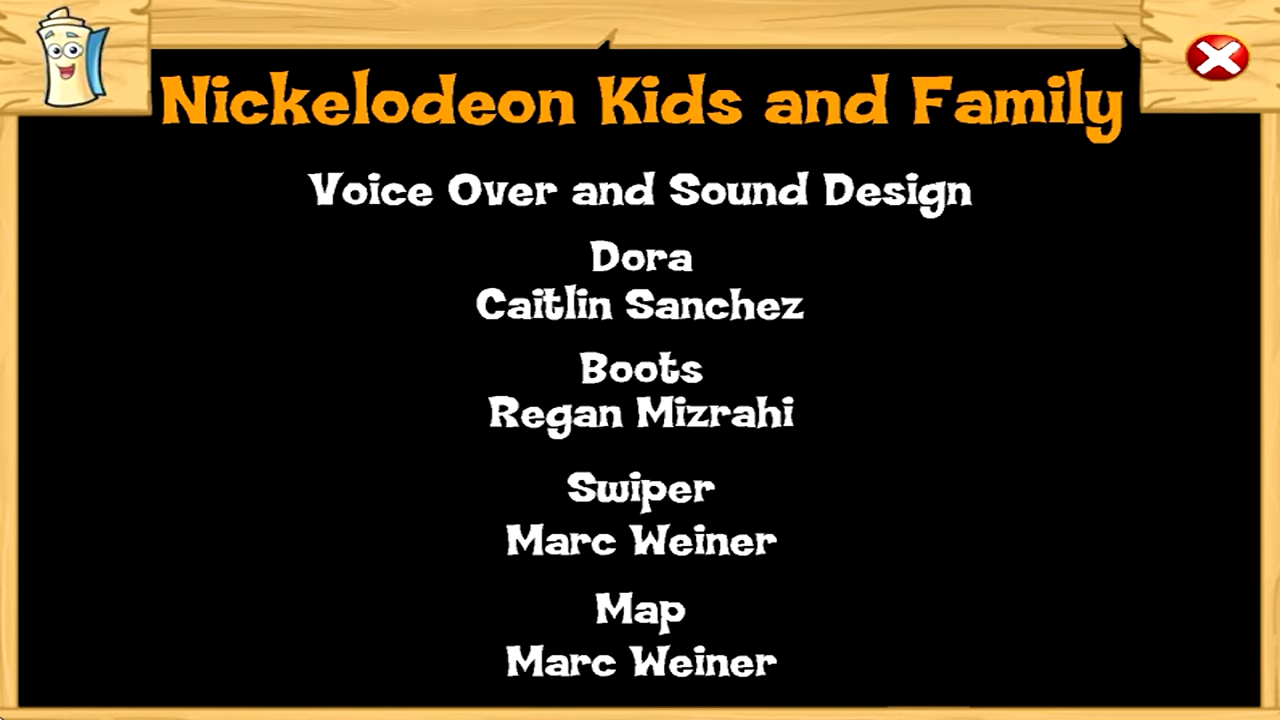 Nickelodeon Kids and Family
Voice Over and Sound Design
Dora
Caitlin Sanchez
Boots
Regan Mizrahi
Swiper
Marc Weiner
Map
Marc Weiner